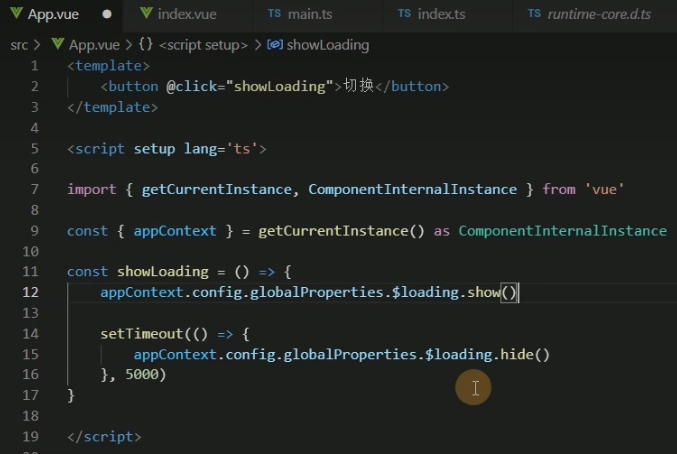 App.vue index.vue TS main.ts TS index.ts TS runtime-core.d.ts
src > App.vue > {} <script setup> > showLoading
1 <template>
2 <button @click="showLoading">切换</button>
3 </template>
4
5 <script setup lang='ts'>
6
7 import { getCurrentInstance, ComponentInternalInstance } from 'vue'
8
9 const { appContext } = getCurrentInstance() as ComponentInternalInstance
10
11 const showLoading = () => {
12 appContext.config.globalProperties.$loading.show()
13
14 setTimeout(() => {
15 appContext.config.globalProperties.$loading.hide()
16 }, 5000)
17 }
18
19 </script>